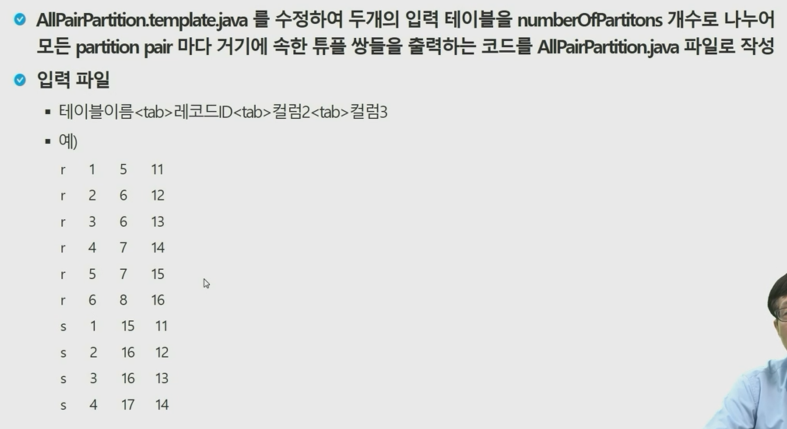 AllPairPartition.template.java 를 수정하여 두개의 입력 테이블을 numberOfPartitons 개수로 나누어
모든 partition pair 마다 거기에 속한 튜플 쌍들을 출력하는 코드를 AllPairPartition.java 파일로 작성
입력 파일
테이블이름<tab>레코드ID<tab>컬럼2<tab>컬럼3
예)
r 1 5 11
r 2 6 12
r 3 6 13
r 4 7 14
r 5 7 15
r 6 8 16
s 1 15 11
s 2 16 12
s 3 16 13
s 4 17 14